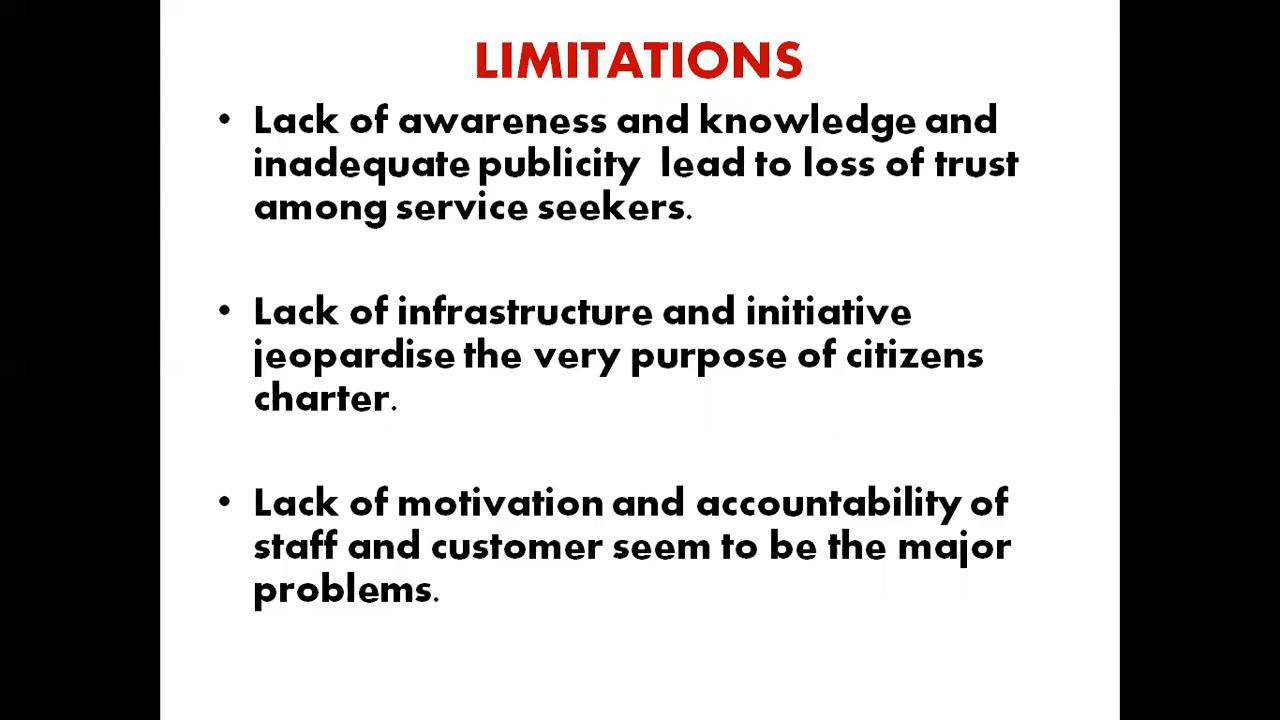 LIMITATIONS
• Lack of awareness and knowledge and
inadequate publicity  lead to loss of trust
among service seekers.
• Lack of infrastructure and initiative
jeopardise the very purpose of citizens
charter.
• Lack of motivation and accountability of
staff and customer seem to be the major
problems.